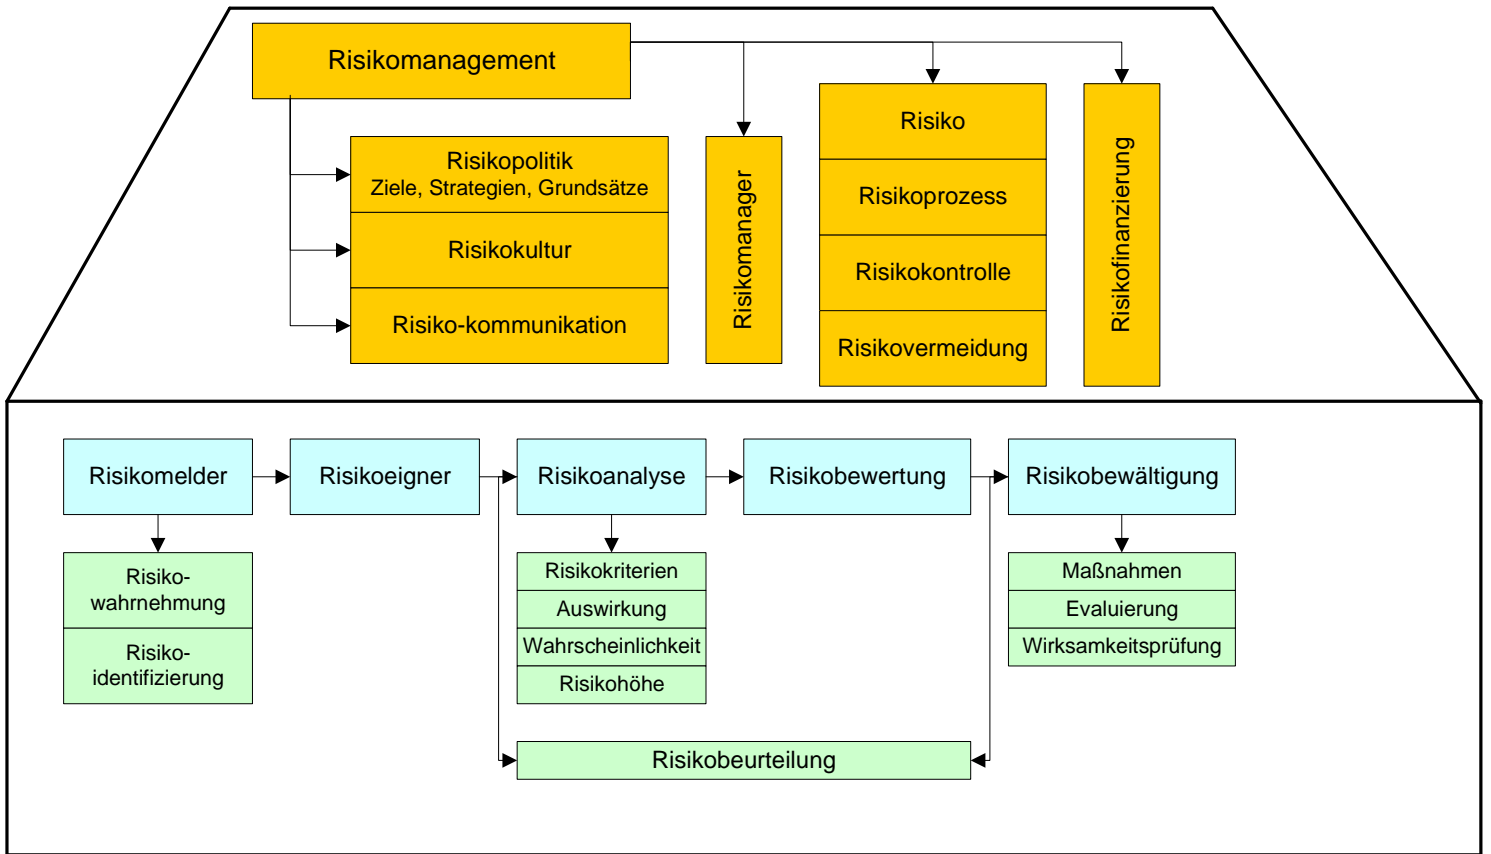 Risikomanagement
Risikopolitik
Ziele, Strategien, Grundsätze
Risikokultur
Risiko-kommunikation
Risikomanager
Risiko
Risikoprozess
Risikokontrolle
Risikovermeidung
Risikofinanzierung
Risikomelder
Risikoeigner
Risikoanalyse
Risikobewertung
Risikobewältigung
Risiko-
wahrnehmung
Risiko-
identifizierung
Risikokriterien
Auswirkung
Wahrscheinlichkeit
Risikohöhe
Maßnahmen
Evaluierung
Wirksamkeitsprüfung
Risikobeurteilung